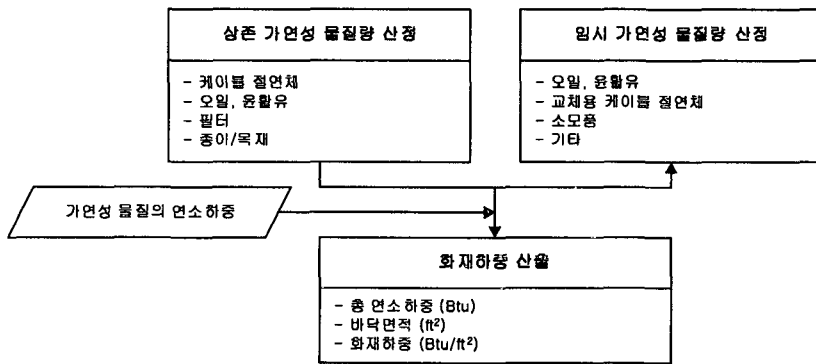 상존 가연성 물질량 산정
- 케이블 절연체
- 오일, 윤활유
- 필터
- 종이/목재
임시 가연성 물질량 산정
- 오일, 윤활유
- 교체용 케이블 절연체
- 소모품
- 기타
가연성 물질의 연소하중
화재하중 산출
- 총 연소하중 (Btu)
- 바닥면적 (ft²)
- 화재하중 (Btu/ft²)